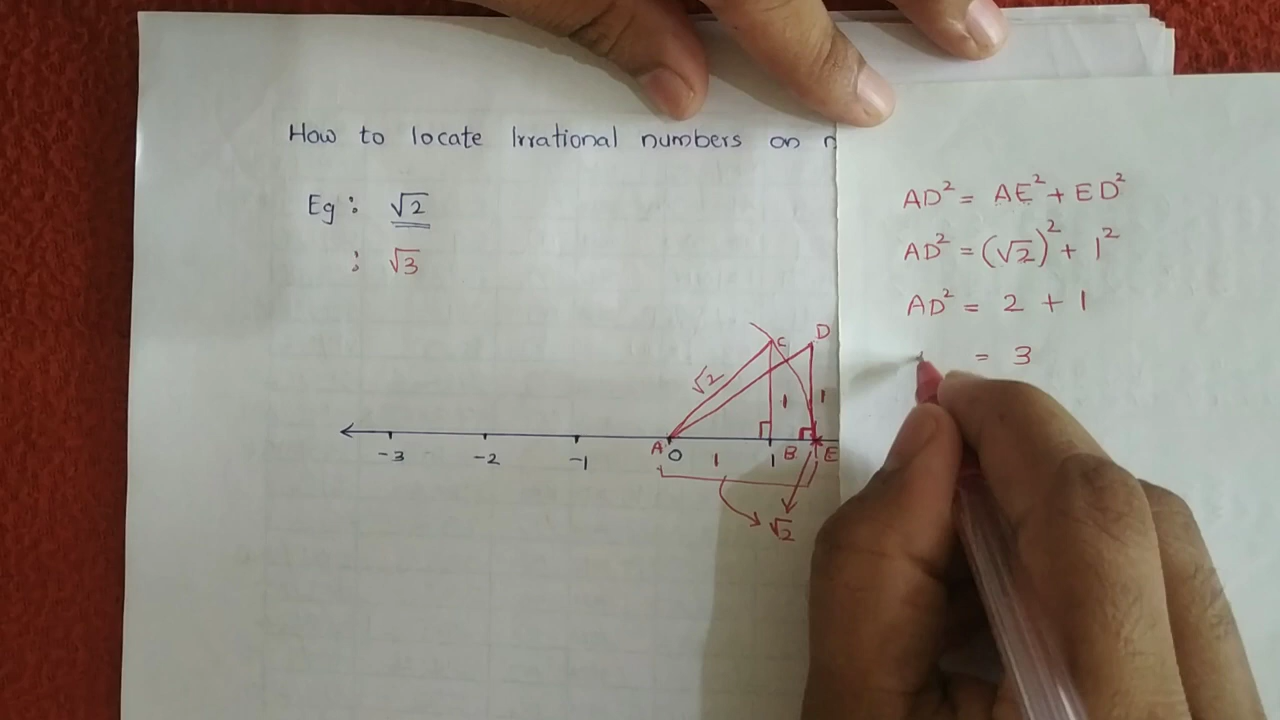 How to locate Irrational numbers on
Eg : √2
: √3
AD² = AE² + ED²
AD² = (√2)² + 1²
AD² = 2 + 1
= 3
C D
√2 1 1
A B E
-3 -2 -1 0 1 1
√2